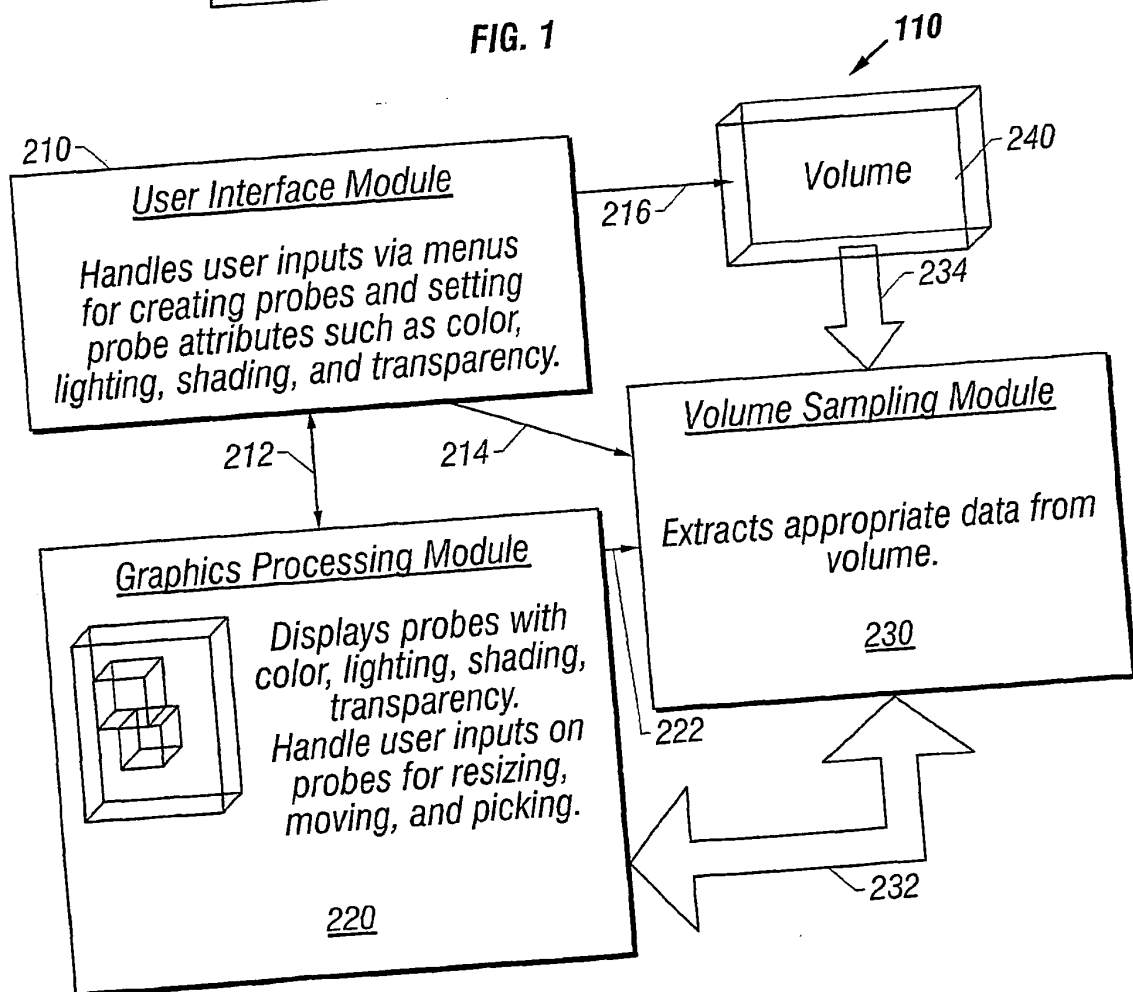 FIG. 1
110
210
User Interface Module
Handles user inputs via menus
for creating probes and setting
probe attributes such as color,
lighting, shading, and transparency.
216
Volume
240
234
212
214
Volume Sampling Module
Extracts appropriate data from
volume.
230
Graphics Processing Module
Displays probes with
color, lighting, shading,
transparency.
Handle user inputs on
probes for resizing,
moving, and picking.
220
222
232